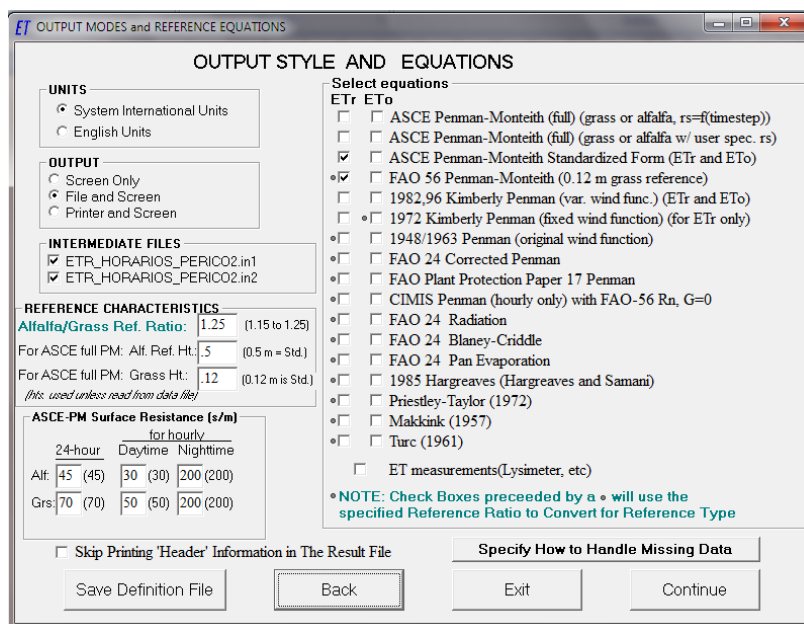 ET OUTPUT MODES and REFERENCE EQUATIONS
OUTPUT STYLE AND EQUATIONS
UNITS
System International Units
English Units
OUTPUT
Screen Only
File and Screen
Printer and Screen
INTERMEDIATE FILES
ETR_HORARIOS_PERICO2.in1
ETR_HORARIOS_PERICO2.in2
REFERENCE CHARACTERISTICS
Alfalfa/Grass Ref. Ratio: 1.25 (1.15 to 1.25)
For ASCE full PM: Alf. Ref. Ht.: .5 (0.5 m = Std.)
For ASCE full PM: Grass Ht.: .12 (0.12 m is Std.)
(hts. used unless read from data file)
ASCE-PM Surface Resistance (s/m)
for hourly
24-hour Daytime Nighttime
Alf: 45 (45) 30 (30) 200 (200)
Grs: 70 (70) 50 (50) 200 (200)
Select equations
ETr ETo
ASCE Penman-Monteith (full) (grass or alfalfa, rs=f(timestep))
ASCE Penman-Monteith (full) (grass or alfalfa w/ user spec. rs)
ASCE Penman-Monteith Standardized Form (ETr and ETo)
FAO 56 Penman-Monteith (0.12 m grass reference)
1982,96 Kimberly Penman (var. wind func.) (ETr and ETo)
1972 Kimberly Penman (fixed wind function) (for ETr only)
1948/1963 Penman (original wind function)
FAO 24 Corrected Penman
FAO Plant Protection Paper 17 Penman
CIMIS Penman (hourly only) with FAO-56 Rn, G=0
FAO 24 Radiation
FAO 24 Blaney-Criddle
FAO 24 Pan Evaporation
1985 Hargreaves (Hargreaves and Samani)
Priestley-Taylor (1972)
Makkink (1957)
Turc (1961)
ET measurements(Lysimeter, etc)
NOTE: Check Boxes preceeded by a • will use the
specified Reference Ratio to Convert for Reference Type
Skip Printing 'Header' Information in The Result File
Specify How to Handle Missing Data
Save Definition File
Back
Exit
Continue